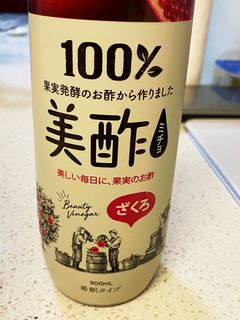 100%
果実発酵のお酢から作りました
美酢
ミチョ
美しい毎日に、果実のお酢
Beauty
Vinegar
ざくろ
900mL
希釈タイプ